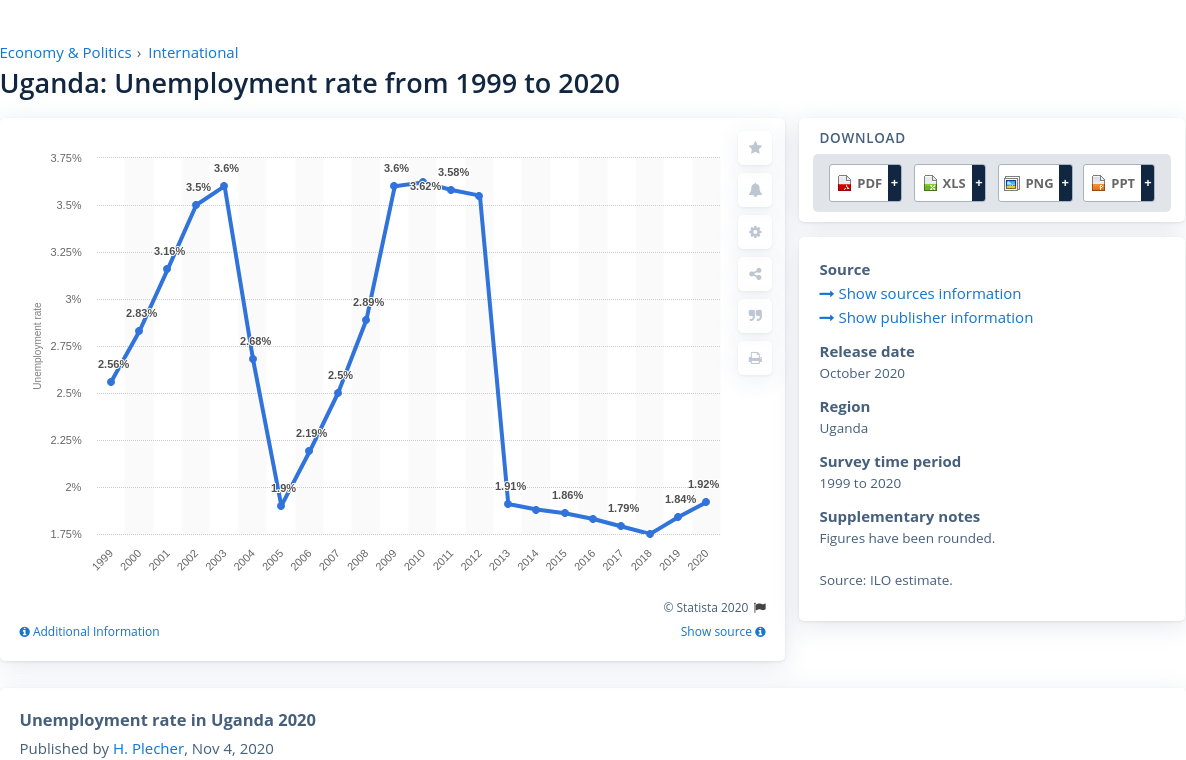 Economy & Politics › International
Uganda: Unemployment rate from 1999 to 2020
Unemployment rate
3.75%
3.5%
3.25%
3%
2.75%
2.5%
2.25%
2%
1.75%
2.56%
2.83%
3.16%
3.5%
3.6%
2.68%
1.9%
2.19%
2.5%
2.89%
3.6%
3.62%
3.58%
1.91%
1.86%
1.79%
1.84%
1.92%
1999
2000
2001
2002
2003
2004
2005
2006
2007
2008
2009
2010
2011
2012
2013
2014
2015
2016
2017
2018
2019
2020
© Statista 2020
Additional Information
Show source
DOWNLOAD
PDF + XLS + PNG + PPT +
Source
Show sources information
Show publisher information
Release date
October 2020
Region
Uganda
Survey time period
1999 to 2020
Supplementary notes
Figures have been rounded.
Source: ILO estimate.
Unemployment rate in Uganda 2020
Published by H. Plecher, Nov 4, 2020